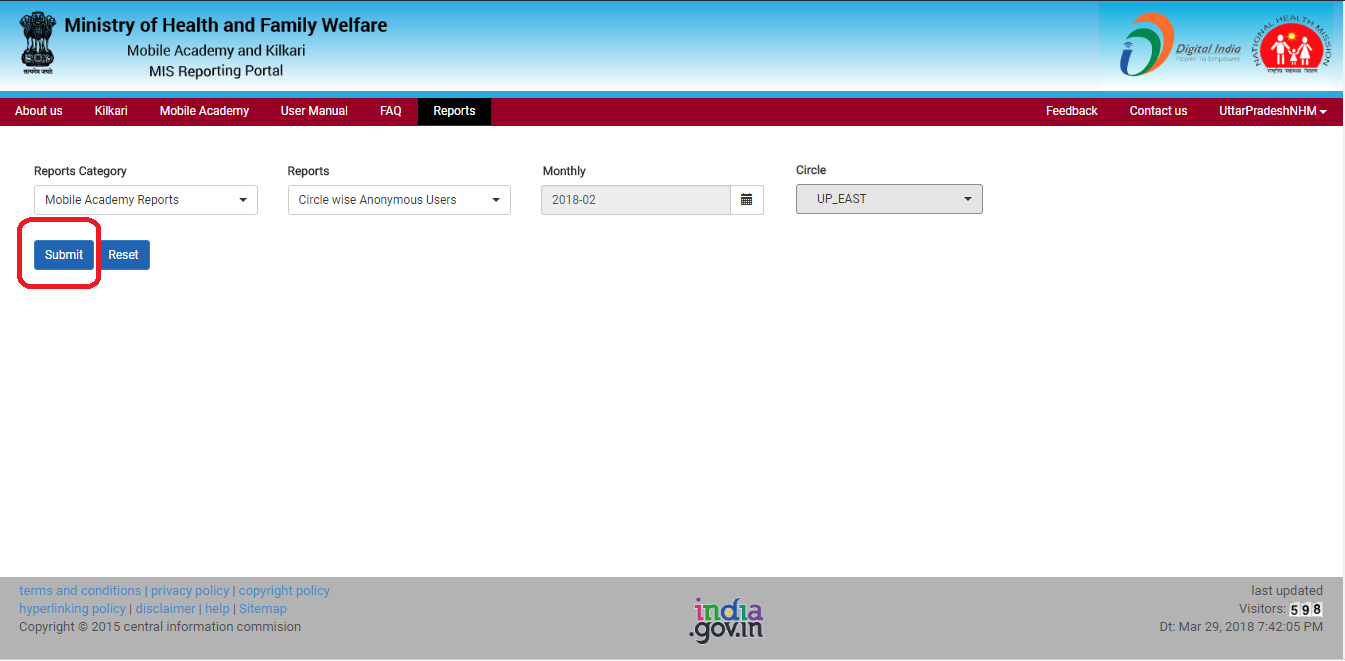 Ministry of Health and Family Welfare
Mobile Academy and Kilkari
MIS Reporting Portal
सत्यमेव जयते
Digital India
Power To Empower
NATIONAL HEALTH MISSION
राष्ट्रीय स्वास्थ्य मिशन
About us Kilkari Mobile Academy User Manual FAQ Reports Feedback Contact us UttarPradeshNHM
Reports Category Reports Monthly Circle
Mobile Academy Reports Circle wise Anonymous Users 2018-02 UP_EAST
Submit Reset
terms and conditions | privacy policy | copyright policy
hyperlinking policy | disclaimer | help | Sitemap
Copyright © 2015 central information commision
india
.gov.in
last updated
Visitors: 598
Dt: Mar 29, 2018 7:42:05 PM